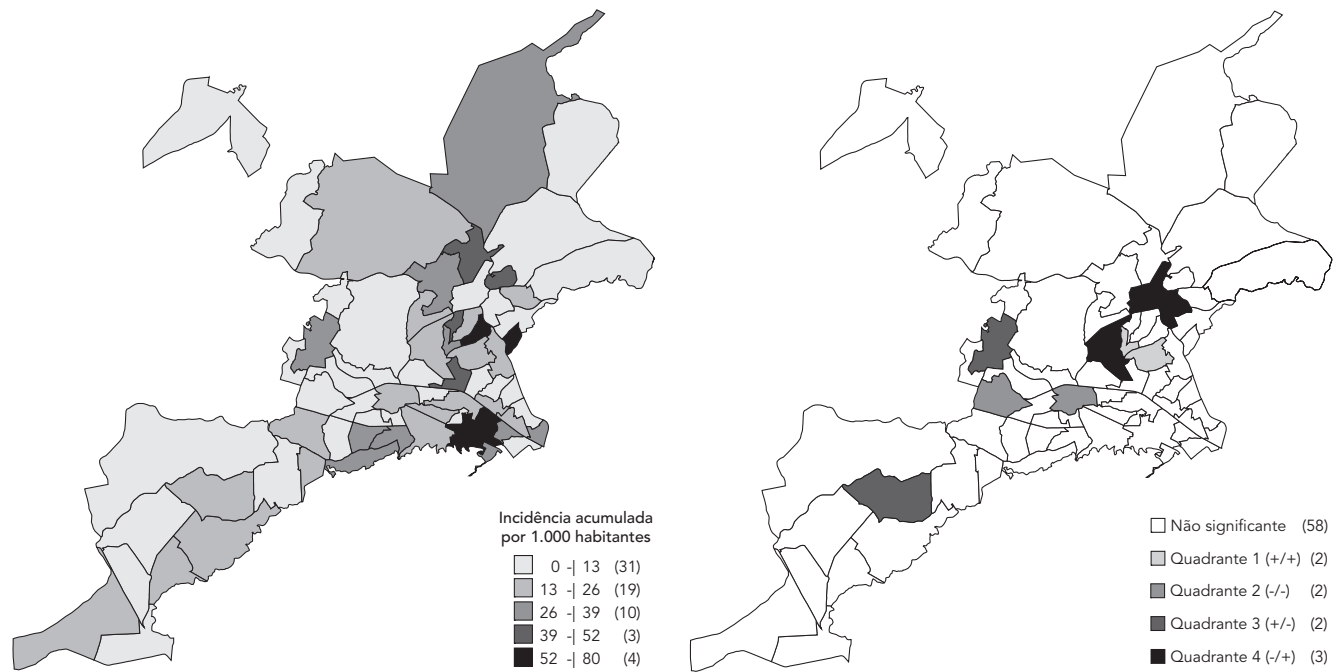 Incidência acumulada
por 1.000 habitantes
0 -| 13 (31)
13 -| 26 (19)
26 -| 39 (10)
39 -| 52 (3)
52 -| 80 (4)
Não significante (58)
Quadrante 1 (+/+) (2)
Quadrante 2 (-/-) (2)
Quadrante 3 (+/-) (2)
Quadrante 4 (-/+) (3)